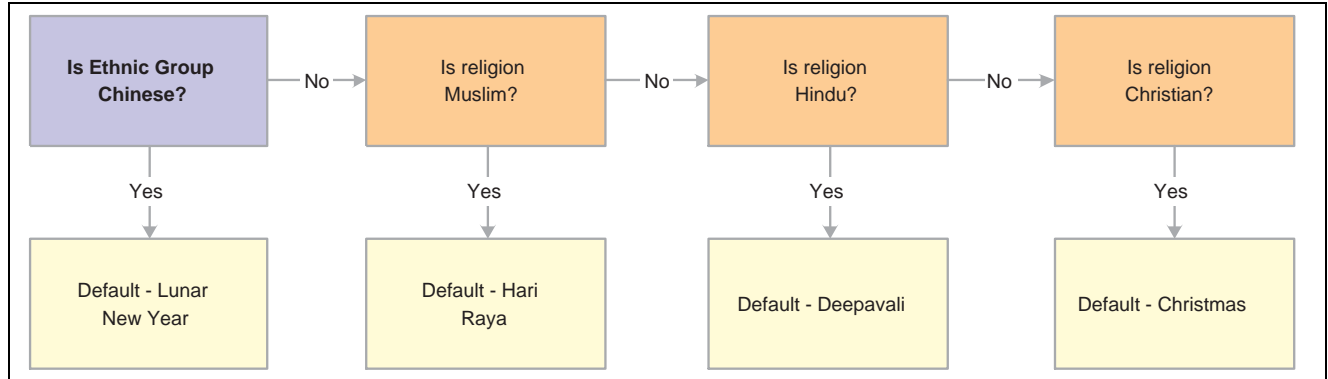 Is Ethnic Group
Chinese?
No
Is religion
Muslim?
No
Is religion
Hindu?
No
Is religion
Christian?
Yes
Yes
Yes
Yes
Default - Lunar
New Year
Default - Hari
Raya
Default - Deepavali
Default - Christmas